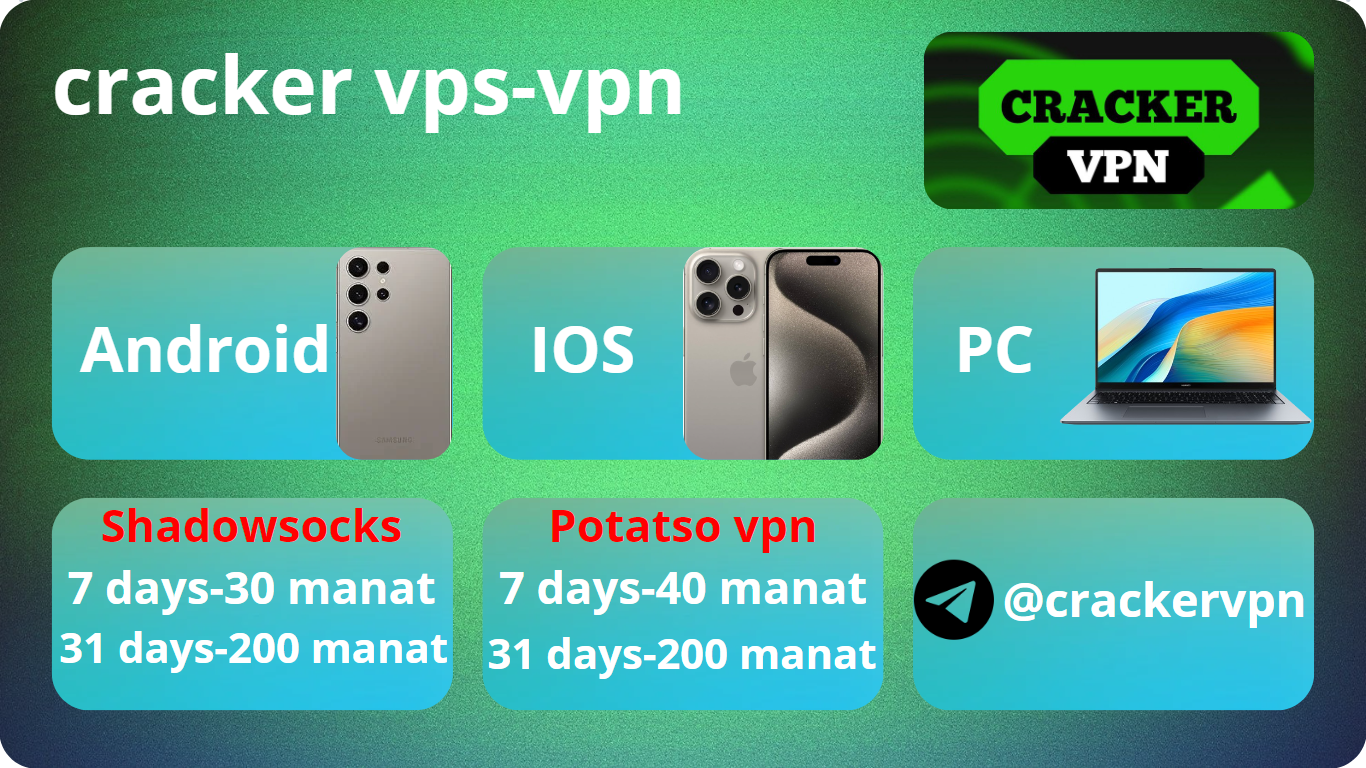 cracker vps-vpn
CRACKER
VPN
Android
SAMSUNG
IOS
PC
Shadowsocks
7 days-30 manat
31 days-200 manat
Potatso vpn
7 days-40 manat
31 days-200 manat
@crackervpn